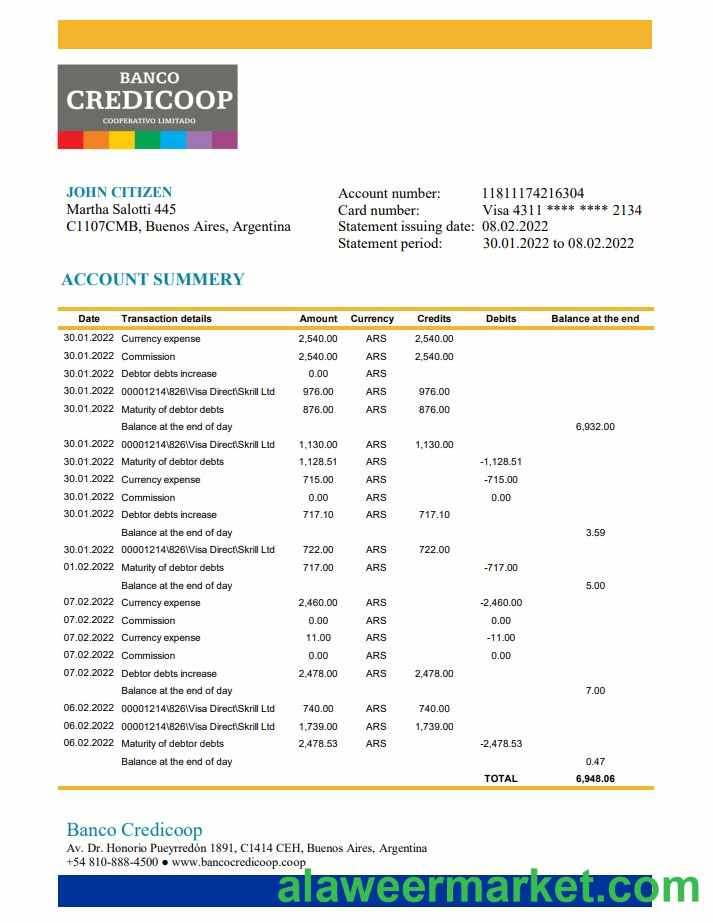 BANCO
CREDICOOP
COOPERATIVO LIMITADO
JOHN CITIZEN
Martha Salotti 445
C1107CMB, Buenos Aires, Argentina
Account number: 11811174216304
Card number: Visa 4311 **** **** 2134
Statement issuing date: 08.02.2022
Statement period: 30.01.2022 to 08.02.2022
ACCOUNT SUMMERY
Date Transaction details Amount Currency Credits Debits Balance at the end
30.01.2022 Currency expense 2,540.00 ARS 2,540.00
30.01.2022 Commission 2,540.00 ARS 2,540.00
30.01.2022 Debtor debts increase 0.00 ARS
30.01.2022 00001214\826\Visa Direct\Skrill Ltd 976.00 ARS 976.00
30.01.2022 Maturity of debtor debts 876.00 ARS 876.00
Balance at the end of day 6,932.00
30.01.2022 00001214\826\Visa Direct\Skrill Ltd 1,130.00 ARS 1,130.00
30.01.2022 Maturity of debtor debts 1,128.51 ARS -1,128.51
30.01.2022 Currency expense 715.00 ARS -715.00
30.01.2022 Commission 0.00 ARS 0.00
30.01.2022 Debtor debts increase 717.10 ARS 717.10
Balance at the end of day 3.59
30.01.2022 00001214\826\Visa Direct\Skrill Ltd 722.00 ARS 722.00
01.02.2022 Maturity of debtor debts 717.00 ARS -717.00
Balance at the end of day 5.00
07.02.2022 Currency expense 2,460.00 ARS -2,460.00
07.02.2022 Commission 0.00 ARS 0.00
07.02.2022 Currency expense 11.00 ARS -11.00
07.02.2022 Commission 0.00 ARS 0.00
07.02.2022 Debtor debts increase 2,478.00 ARS 2,478.00
Balance at the end of day 7.00
06.02.2022 00001214\826\Visa Direct\Skrill Ltd 740.00 ARS 740.00
06.02.2022 00001214\826\Visa Direct\Skrill Ltd 1,739.00 ARS 1,739.00
06.02.2022 Maturity of debtor debts 2,478.53 ARS -2,478.53
Balance at the end of day 0.47
TOTAL 6,948.06
Banco Credicoop
Av. Dr. Honorio Pueyrredón 1891, C1414 CEH, Buenos Aires, Argentina
+54 810-888-4500 ● www.bancocredicoop.coop
alaweermarket.com